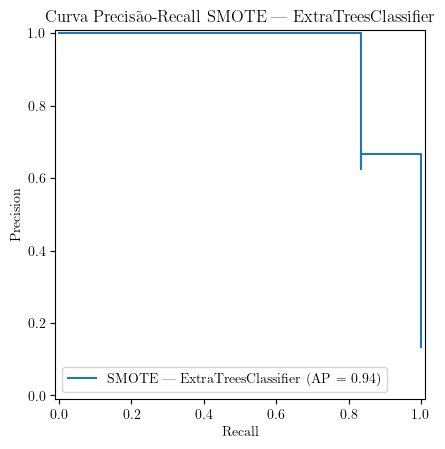 Curva Precisão-Recall SMOTE — ExtraTreesClassifier
1.0
0.8
0.6
0.4
0.2
0.0
Precision
SMOTE — ExtraTreesClassifier (AP = 0.94)
0.0 0.2 0.4 0.6 0.8 1.0
Recall